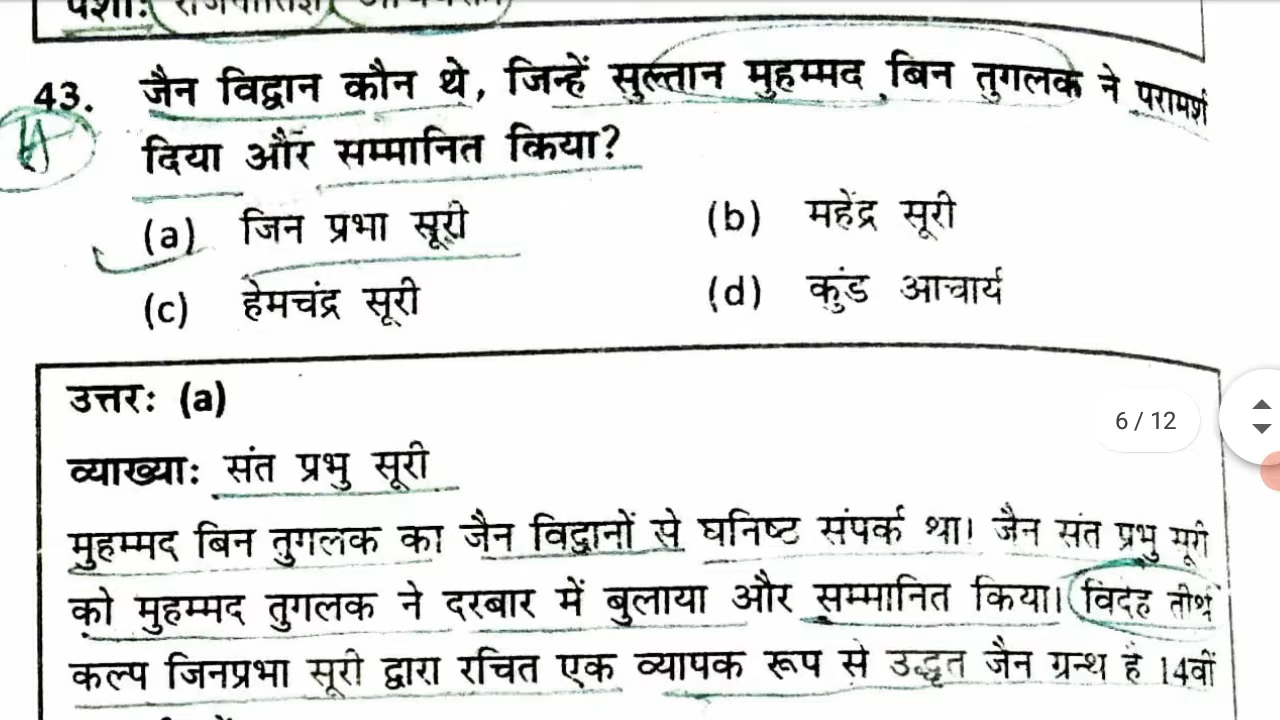 पेशा:
43. जैन विद्वान कौन थे, जिन्हें सुल्तान मुहम्मद बिन तुगलक ने परामर्श
दिया और सम्मानित किया?
(a) जिन प्रभा सूरी (b) महेंद्र सूरी
(c) हेमचंद्र सूरी (d) कुंड आचार्य
उत्तरः (a)
व्याख्याः संत प्रभु सूरी
मुहम्मद बिन तुगलक का जैन विद्वानों से घनिष्ट संपर्क था। जैन संत प्रभु सूरी
को मुहम्मद तुगलक ने दरबार में बुलाया और सम्मानित किया। विदेह तीर्थ
कल्प जिनप्रभा सूरी द्वारा रचित एक व्यापक रूप से उद्धृत जैन ग्रन्थ है 14वीं
6 / 12